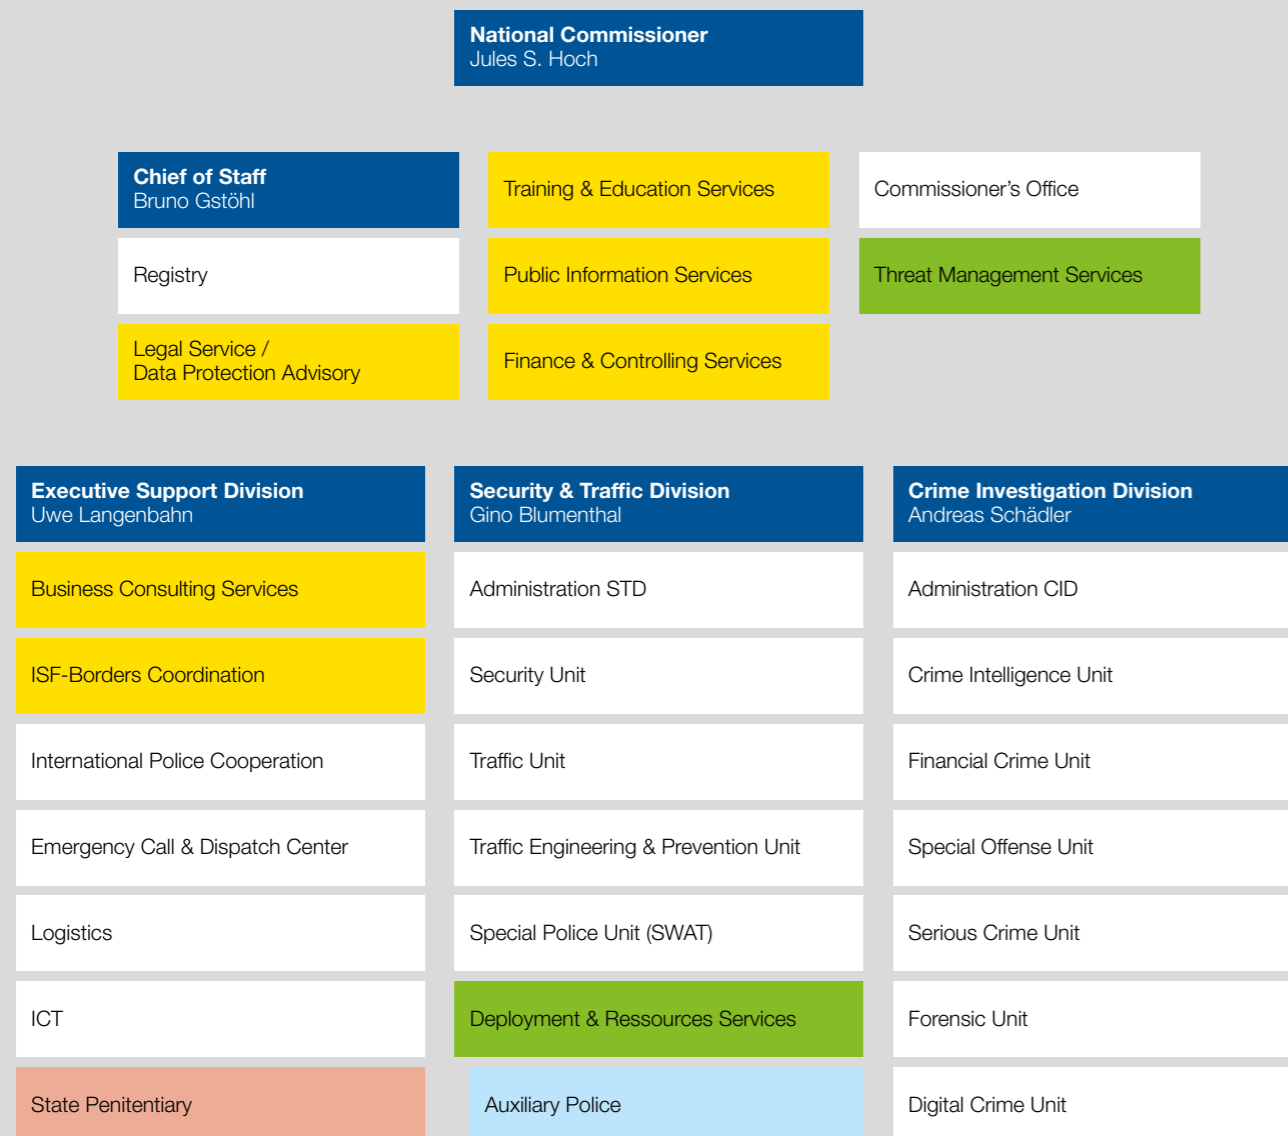 National Commissioner
Jules S. Hoch
Chief of Staff
Bruno Gstöhl
Registry
Legal Service /
Data Protection Advisory
Training & Education Services
Public Information Services
Finance & Controlling Services
Commissioner’s Office
Threat Management Services
Executive Support Division
Uwe Langenbahn
Business Consulting Services
ISF-Borders Coordination
International Police Cooperation
Emergency Call & Dispatch Center
Logistics
ICT
State Penitentiary
Security & Traffic Division
Gino Blumenthal
Administration STD
Security Unit
Traffic Unit
Traffic Engineering & Prevention Unit
Special Police Unit (SWAT)
Deployment & Ressources Services
Auxiliary Police
Crime Investigation Division
Andreas Schädler
Administration CID
Crime Intelligence Unit
Financial Crime Unit
Special Offense Unit
Serious Crime Unit
Forensic Unit
Digital Crime Unit